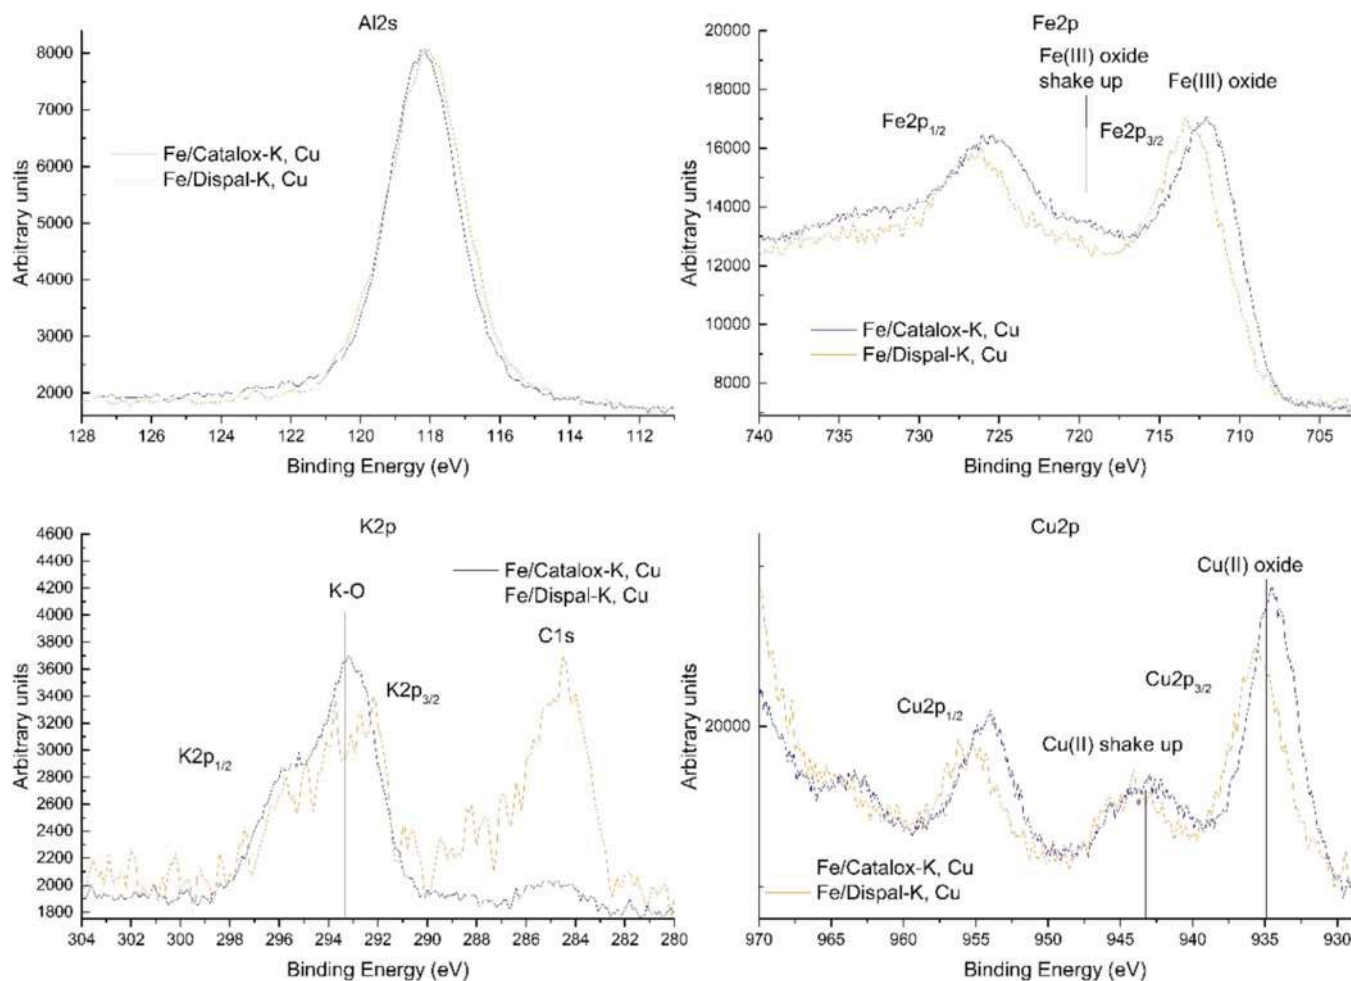 Al2s
8000
7000
6000
5000
4000
3000
2000
Arbitrary units
Fe/Catalox-K, Cu
Fe/Dispal-K, Cu
128 126 124 122 120 118 116 114 112
Binding Energy (eV)
Fe2p
20000
18000
16000
14000
12000
10000
8000
Arbitrary units
Fe(III) oxide
shake up
Fe(III) oxide
Fe2p1/2
Fe2p3/2
Fe/Catalox-K, Cu
Fe/Dispal-K, Cu
740 735 730 725 720 715 710 705
Binding Energy (eV)
K2p
4600
4400
4200
4000
3800
3600
3400
3200
3000
2800
2600
2400
2200
2000
1800
Arbitrary units
Fe/Catalox-K, Cu
Fe/Dispal-K, Cu
K-O
C1s
K2p3/2
K2p1/2
304 302 300 298 296 294 292 290 288 286 284 282 280
Binding Energy (eV)
Cu2p
20000
Arbitrary units
Cu(II) oxide
Cu2p3/2
Cu2p1/2
Cu(II) shake up
Fe/Catalox-K, Cu
Fe/Dispal-K, Cu
970 965 960 955 950 945 940 935 930
Binding Energy (eV)